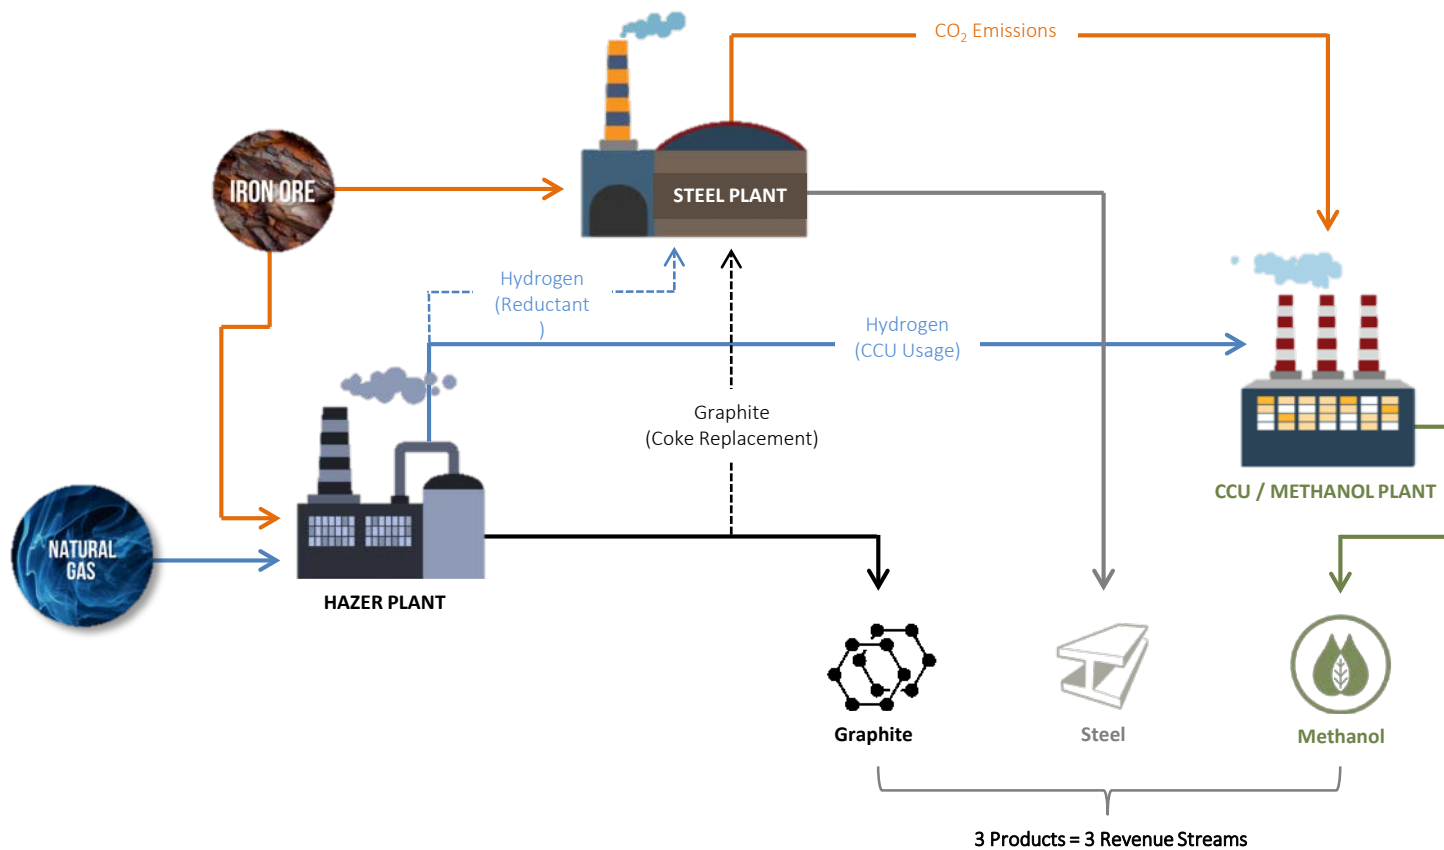 CO₂ Emissions
IRON ORE
STEEL PLANT
Hydrogen
(Reductant
)
Hydrogen
(CCU Usage)
Graphite
(Coke Replacement)
CCU / METHANOL PLANT
NATURAL
GAS
HAZER PLANT
Graphite
Steel
Methanol
3 Products = 3 Revenue Streams